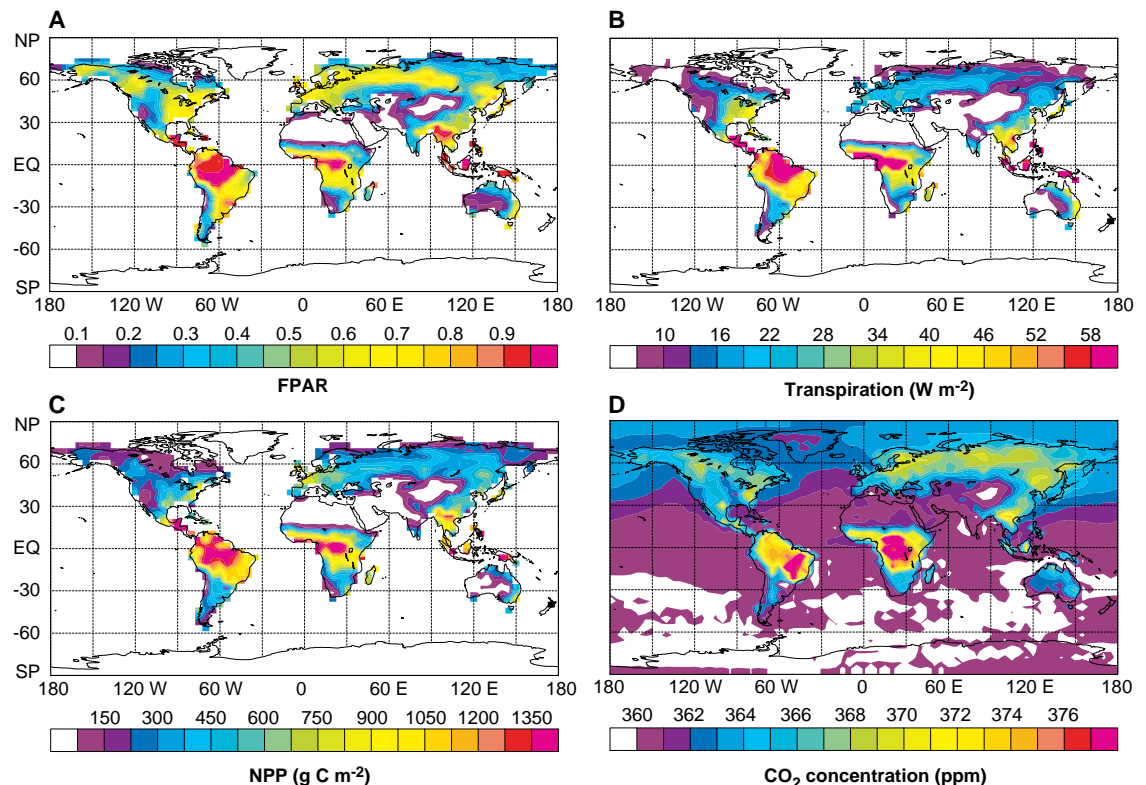 A
NP
60
30
EQ
-30
-60
SP
180 120 W 60 W 0 60 E 120 E 180
0.1 0.2 0.3 0.4 0.5 0.6 0.7 0.8 0.9
FPAR
B
180 120 W 60 W 0 60 E 120 E 180
10 16 22 28 34 40 46 52 58
Transpiration (W m-2)
C
NP
60
30
EQ
-30
-60
SP
180 120 W 60 W 0 60 E 120 E 180
150 300 450 600 750 900 1050 1200 1350
NPP (g C m-2)
D
180 120 W 60 W 0 60 E 120 E 180
360 362 364 366 368 370 372 374 376
CO2 concentration (ppm)